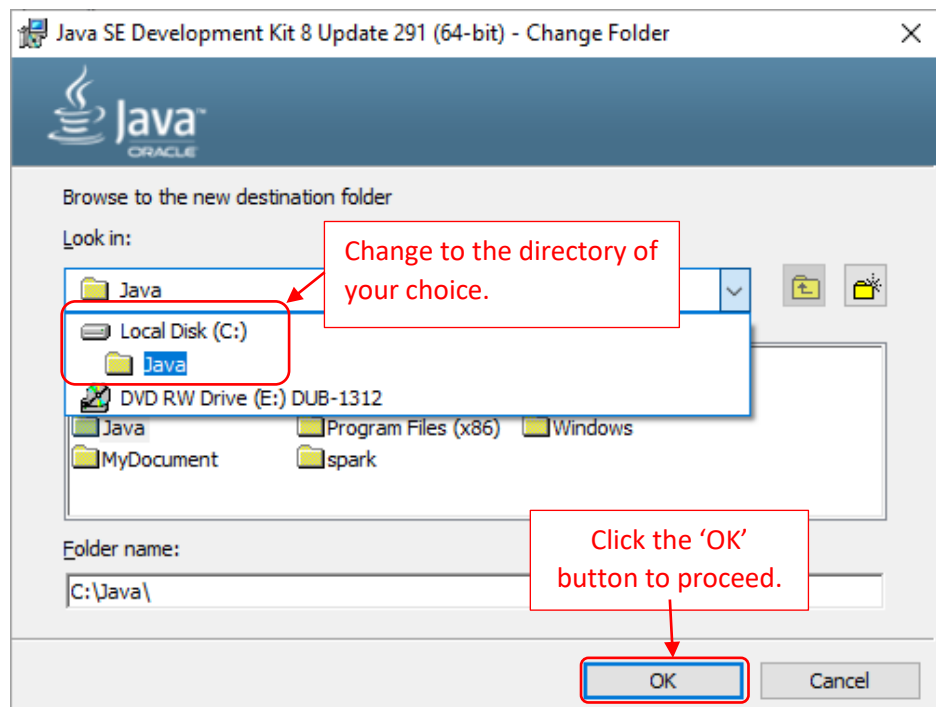 Java SE Development Kit 8 Update 291 (64-bit) - Change Folder
Java™
ORACLE
Browse to the new destination folder
Look in:
Change to the directory of
your choice.
Java
Local Disk (C:)
Java
DVD RW Drive (E:) DUB-1312
Java Program Files (x86) Windows
MyDocument spark
Folder name:
Click the ‘OK’
button to proceed.
C:\Java\
OK Cancel